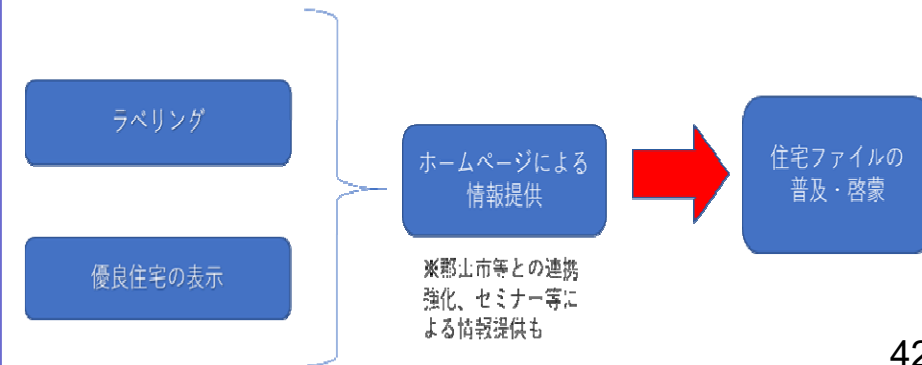 ラベリング
優良住宅の表示
ホームページによる
情報提供
※郡山市等との連携
強化、セミナー等に
よる情報提供も
住宅ファイルの
普及・啓蒙
42